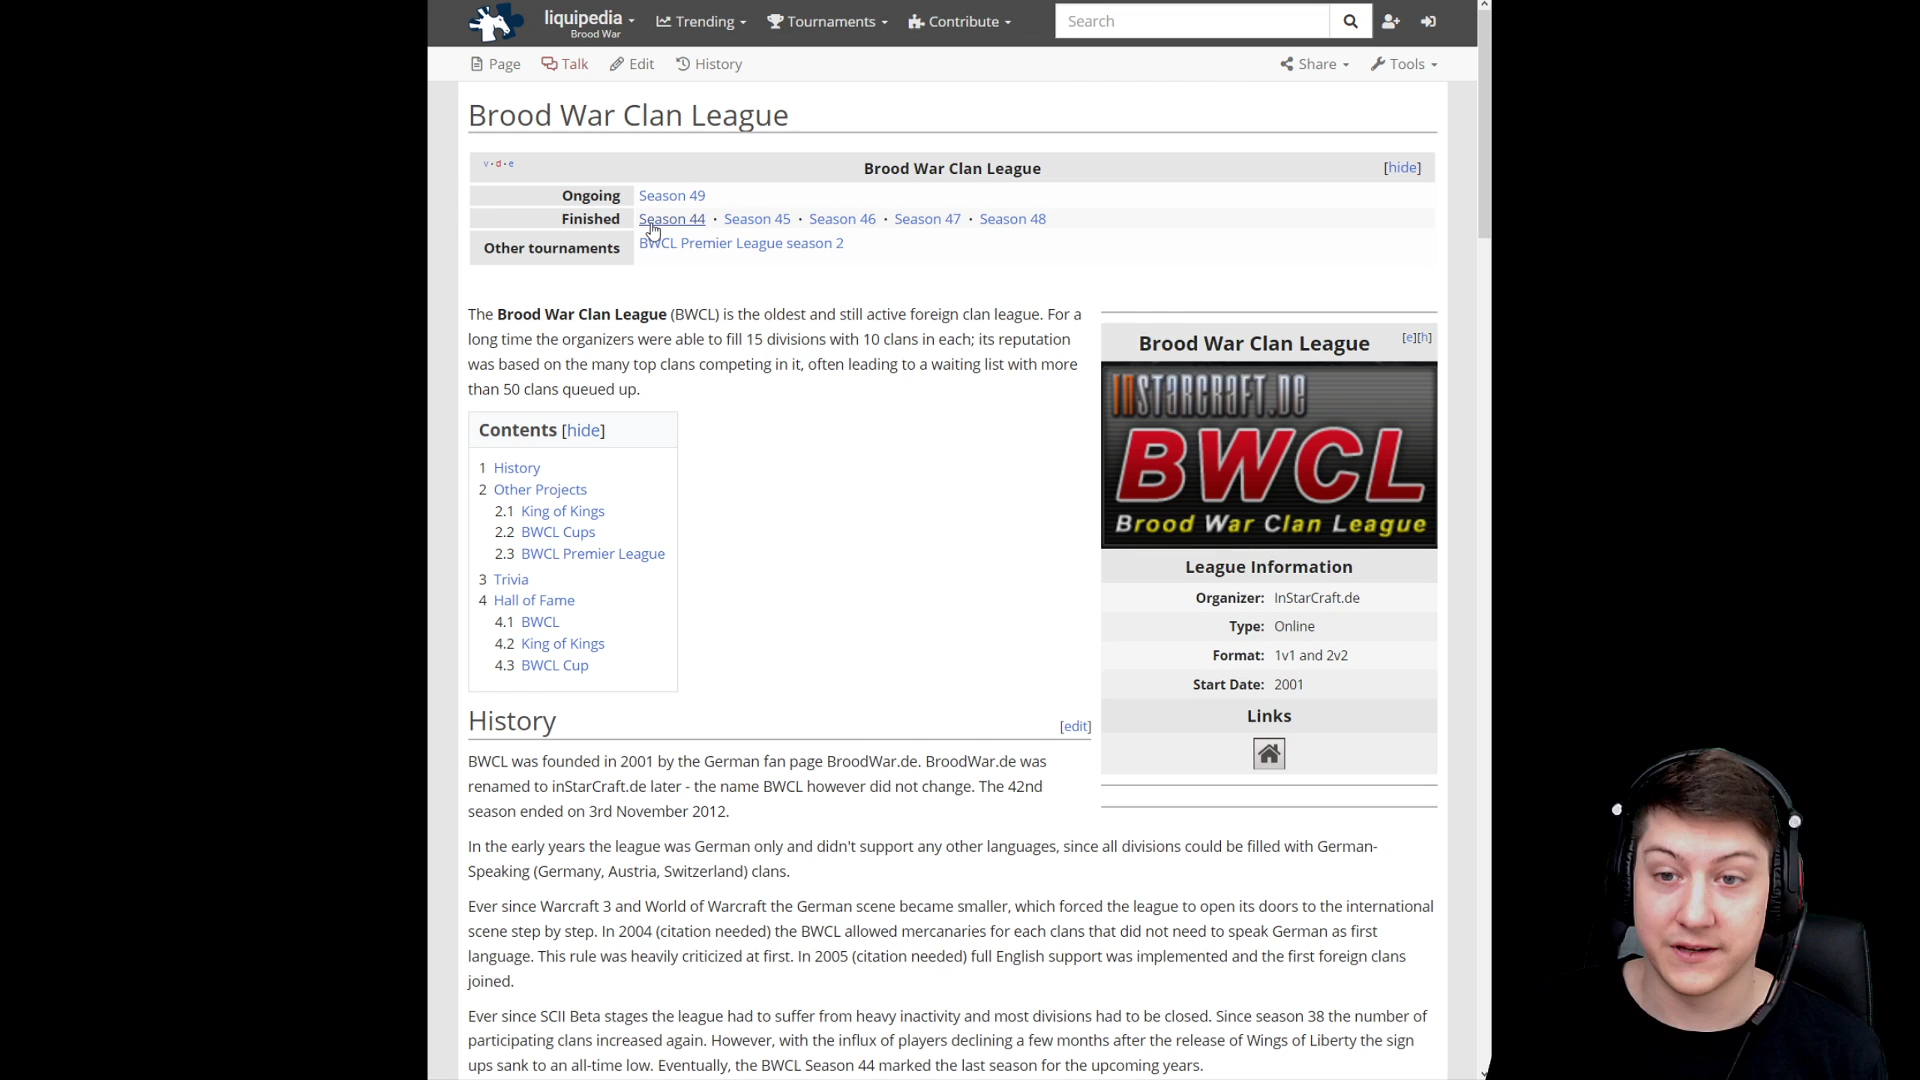 liquipedia
Brood War
Trending
Tournaments
Contribute
Search
Page
Talk
Edit
History
Share
Tools
Brood War Clan League
v · d · e
Brood War Clan League
[hide]
Ongoing Season 49
Finished Season 44 · Season 45 · Season 46 · Season 47 · Season 48
Other tournaments BWCL Premier League season 2
The Brood War Clan League (BWCL) is the oldest and still active foreign clan league. For a
long time the organizers were able to fill 15 divisions with 10 clans in each; its reputation
was based on the many top clans competing in it, often leading to a waiting list with more
than 50 clans queued up.
Contents [hide]
1 History
2 Other Projects
2.1 King of Kings
2.2 BWCL Cups
2.3 BWCL Premier League
3 Trivia
4 Hall of Fame
4.1 BWCL
4.2 King of Kings
4.3 BWCL Cup
Brood War Clan League
[e][h]
INSTARCRAFT.DE
BWCL
Brood War Clan League
League Information
Organizer: InStarCraft.de
Type: Online
Format: 1v1 and 2v2
Start Date: 2001
Links
History
[edit]
BWCL was founded in 2001 by the German fan page BroodWar.de. BroodWar.de was
renamed to inStarCraft.de later - the name BWCL however did not change. The 42nd
season ended on 3rd November 2012.
In the early years the league was German only and didn't support any other languages, since all divisions could be filled with German-
Speaking (Germany, Austria, Switzerland) clans.
Ever since Warcraft 3 and World of Warcraft the German scene became smaller, which forced the league to open its doors to the international
scene step by step. In 2004 (citation needed) the BWCL allowed mercanaries for each clans that did not need to speak German as first
language. This rule was heavily criticized at first. In 2005 (citation needed) full English support was implemented and the first foreign clans
joined.
Ever since SCII Beta stages the league had to suffer from heavy inactivity and most divisions had to be closed. Since season 38 the number of
participating clans increased again. However, with the influx of players declining a few months after the release of Wings of Liberty the sign
ups sank to an all-time low. Eventually, the BWCL Season 44 marked the last season for the upcoming years.